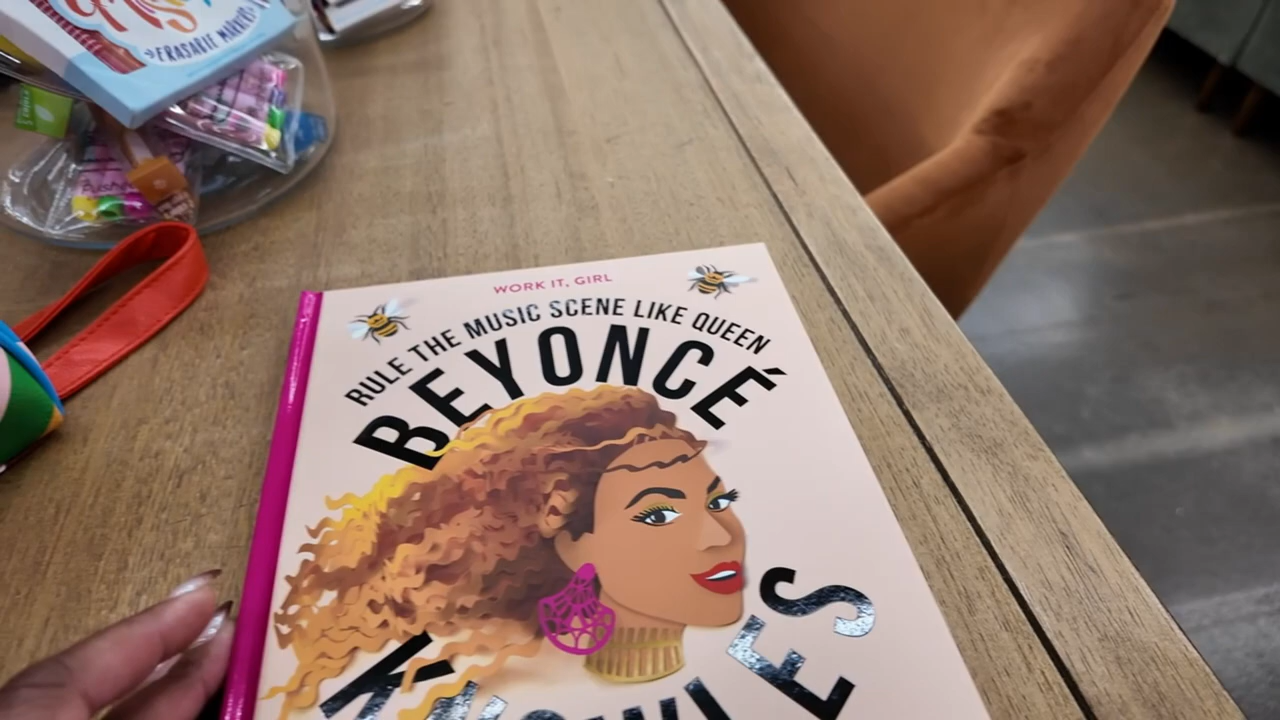 ERASABLE MARKERS
WORK IT, GIRL
RULE THE MUSIC SCENE LIKE QUEEN
BEYONCÉ
KNOWLES